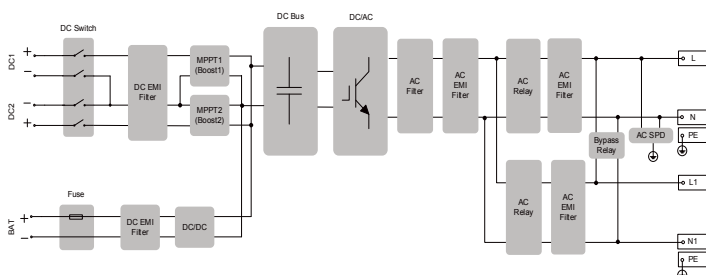 DC Bus
DC/AC
DC Switch
DC1
+
−
DC2
−
+
DC EMI
Filter
MPPT1
(Boost1)
MPPT2
(Boost2)
AC
Filter
AC
EMI
Filter
AC
Relay
AC
EMI
Filter
L
N
PE
Bypass
Relay
AC SPD
AC
Relay
AC
EMI
Filter
L1
N1
PE
Fuse
BAT
+
−
DC EMI
Filter
DC/DC